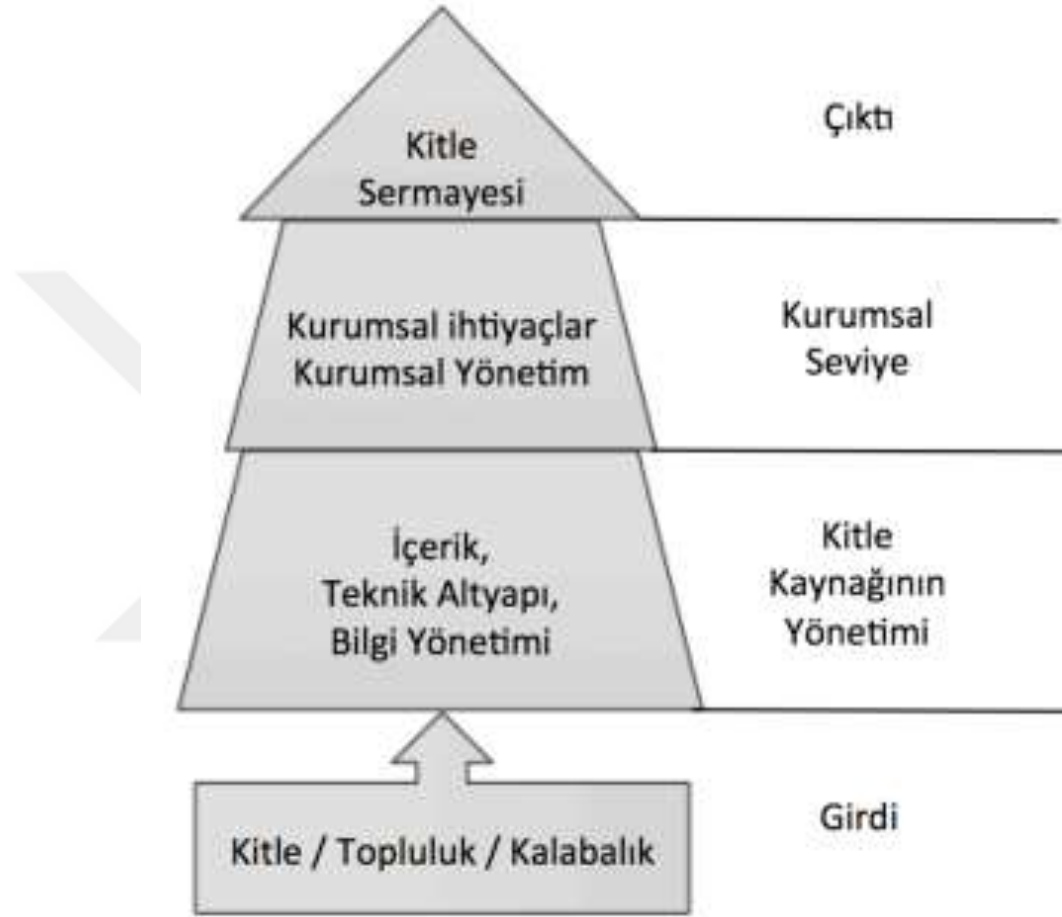 Kitle
Sermayesi
Çıktı
Kurumsal ihtiyaçlar
Kurumsal Yönetim
Kurumsal
Seviye
İçerik,
Teknik Altyapı,
Bilgi Yönetimi
Kitle
Kaynağının
Yönetimi
Kitle / Topluluk / Kalabalık
Girdi